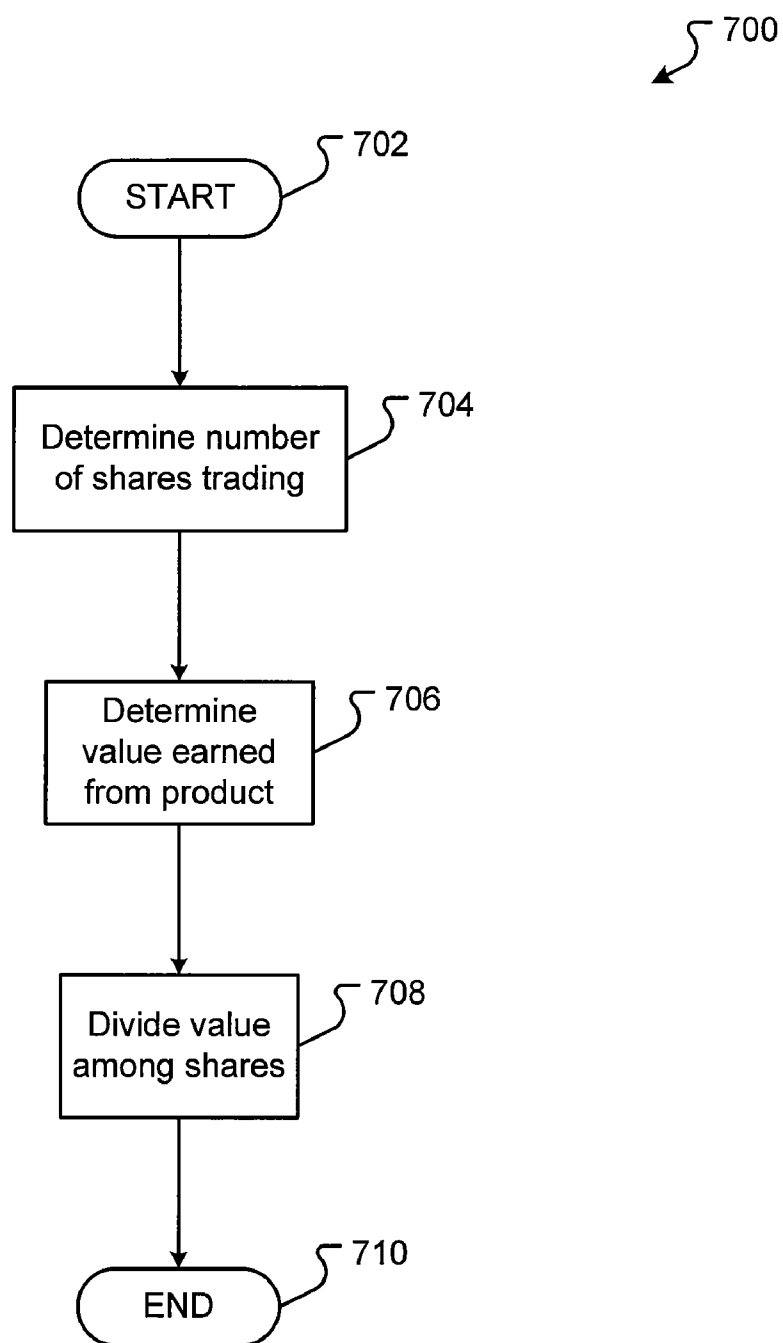 700
702
START
704
Determine number
of shares trading
706
Determine
value earned
from product
708
Divide value
among shares
710
END